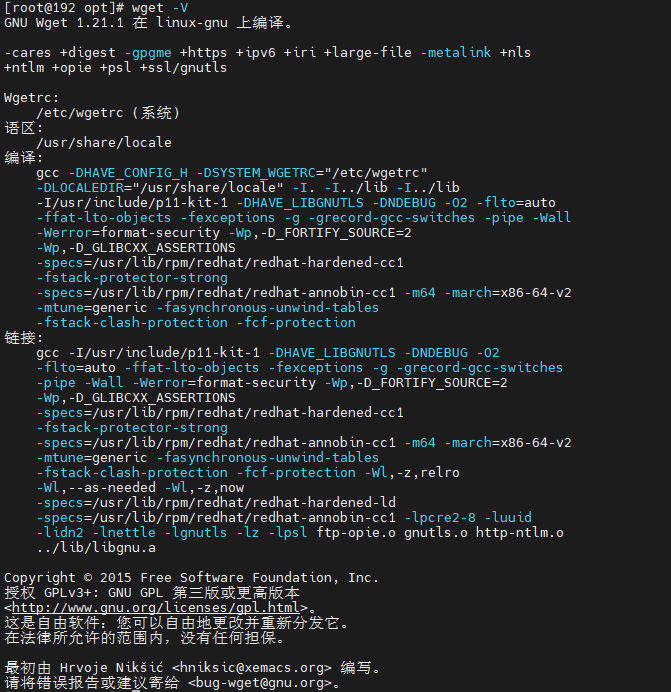 [root@192 opt]# wget -V
GNU Wget 1.21.1 在 linux-gnu 上编译。
-cares +digest -gpgme +https +ipv6 +iri +large-file -metalink +nls
+ntlm +opie +psl +ssl/gnutls
Wgetrc:
/etc/wgetrc (系统)
语区:
/usr/share/locale
编译:
gcc -DHAVE_CONFIG_H -DSYSTEM_WGETRC="/etc/wgetrc"
-DLOCALEDIR="/usr/share/locale" -I. -I../lib -I../lib
-I/usr/include/p11-kit-1 -DHAVE_LIBGNUTLS -DNDEBUG -O2 -flto=auto
-ffat-lto-objects -fexceptions -g -grecord-gcc-switches -pipe -Wall
-Werror=format-security -Wp,-D_FORTIFY_SOURCE=2
-Wp,-D_GLIBCXX_ASSERTIONS
-specs=/usr/lib/rpm/redhat/redhat-hardened-cc1
-fstack-protector-strong
-specs=/usr/lib/rpm/redhat/redhat-annobin-cc1 -m64 -march=x86-64-v2
-mtune=generic -fasynchronous-unwind-tables
-fstack-clash-protection -fcf-protection
链接:
gcc -I/usr/include/p11-kit-1 -DHAVE_LIBGNUTLS -DNDEBUG -O2
-flto=auto -ffat-lto-objects -fexceptions -g -grecord-gcc-switches
-pipe -Wall -Werror=format-security -Wp,-D_FORTIFY_SOURCE=2
-Wp,-D_GLIBCXX_ASSERTIONS
-specs=/usr/lib/rpm/redhat/redhat-hardened-cc1
-fstack-protector-strong
-specs=/usr/lib/rpm/redhat/redhat-annobin-cc1 -m64 -march=x86-64-v2
-mtune=generic -fasynchronous-unwind-tables
-fstack-clash-protection -fcf-protection -Wl,-z,relro
-Wl,--as-needed -Wl,-z,now
-specs=/usr/lib/rpm/redhat/redhat-hardened-ld
-specs=/usr/lib/rpm/redhat/redhat-annobin-cc1 -lpcre2-8 -luuid
-lidn2 -lnettle -lgnutls -lz -lpsl ftp-opie.o gnutls.o http-ntlm.o
../lib/libgnu.a
Copyright © 2015 Free Software Foundation, Inc.
授权 GPLv3+: GNU GPL 第三版或更高版本
<http://www.gnu.org/licenses/gpl.html>。
这是自由软件：您可以自由地更改并重新分发它。
在法律所允许的范围内，没有任何担保。
最初由 Hrvoje Nikšić <hniksic@xemacs.org> 编写。
请将错误报告或建议寄给 <bug-wget@gnu.org>。